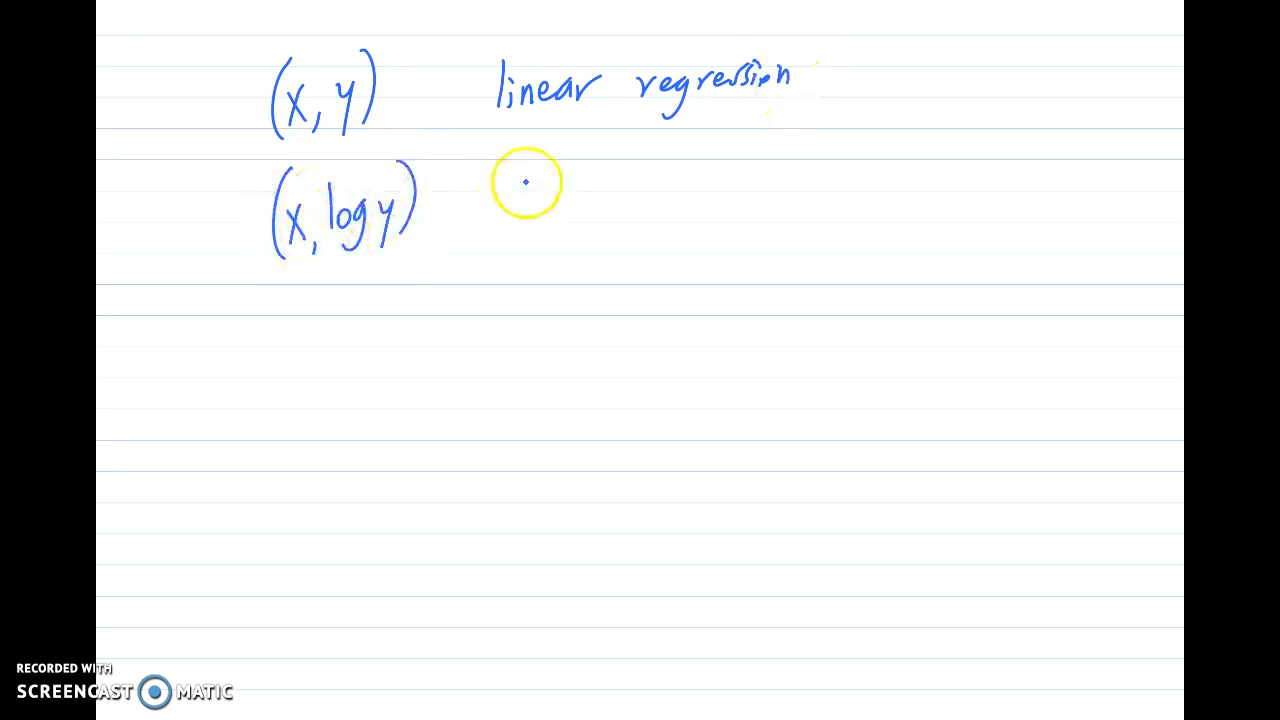 (x, y) linear regression
(x, log y)
RECORDED WITH
SCREENCAST MATIC